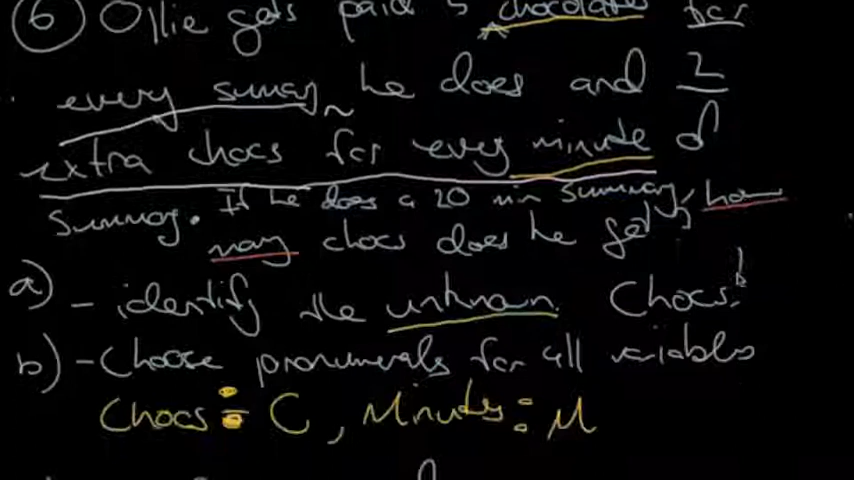 ⑥ Ollie gets paid 5 chocolates for
every summary he does and 2
extra chocs for every minute of
summary. If he does a 20 min summary, how
many chocs does he get?
a) - identify the unknown. Chocs.
b) - Choose pronumerals for all variables
Chocs: C, Minutes: M